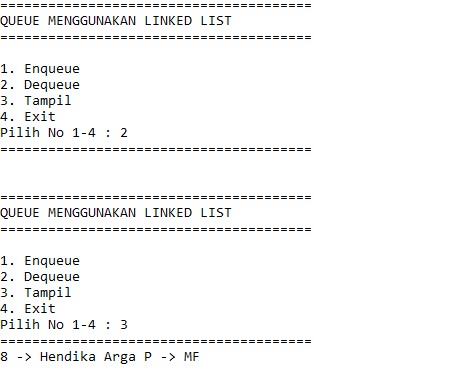 =======================================
QUEUE MENGGUNAKAN LINKED LIST
=======================================
1. Enqueue
2. Dequeue
3. Tampil
4. Exit
Pilih No 1-4 : 2
=======================================
=======================================
QUEUE MENGGUNAKAN LINKED LIST
=======================================
1. Enqueue
2. Dequeue
3. Tampil
4. Exit
Pilih No 1-4 : 3
=======================================
8 -> Hendika Arga P -> MF